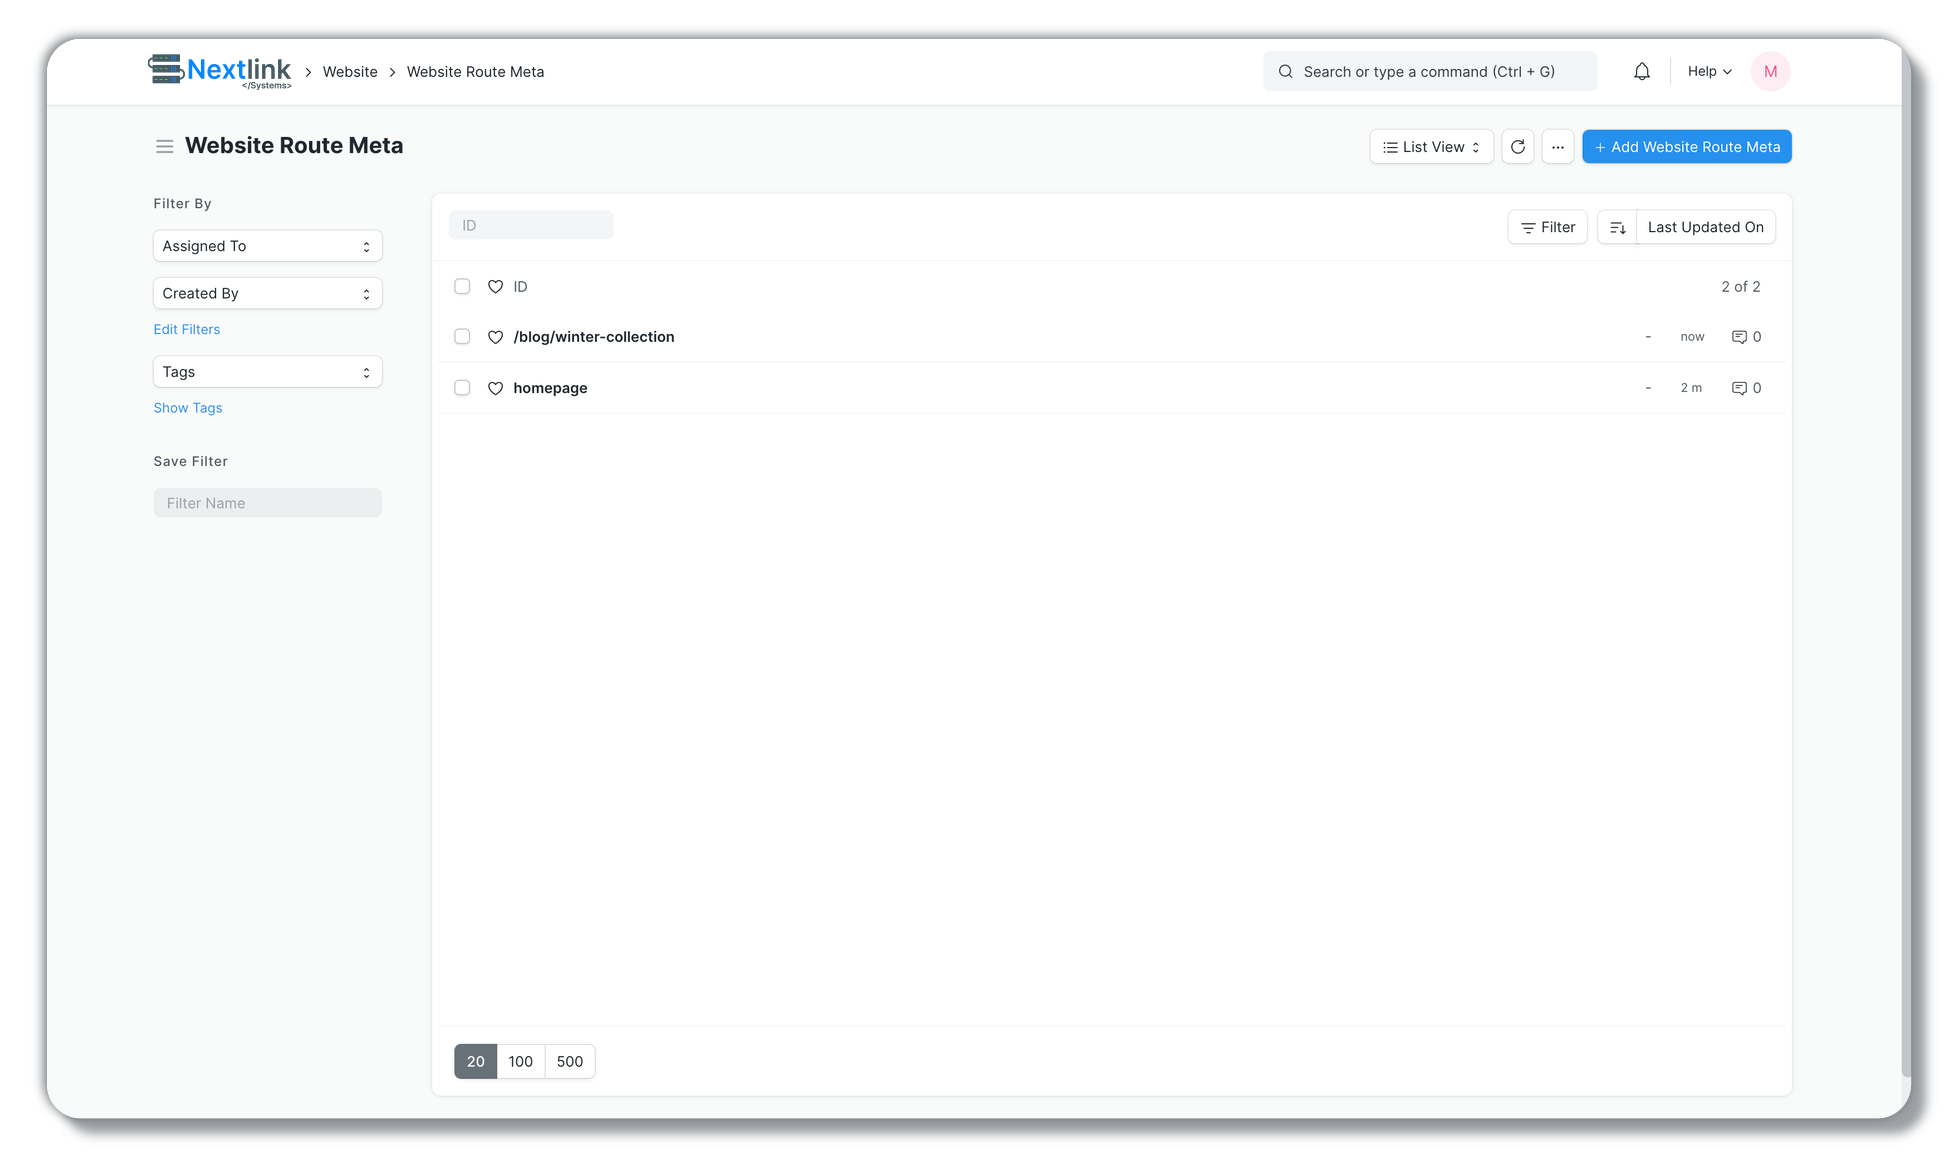 Nextlink
</Systems>
Website
Website Route Meta
Search or type a command (Ctrl + G)
Help
M
Website Route Meta
List View
+ Add Website Route Meta
Filter By
Assigned To
Created By
Edit Filters
Tags
Show Tags
Save Filter
Filter Name
ID
Filter
Last Updated On
ID
2 of 2
/blog/winter-collection - now 0
homepage - 2 m 0
20 100 500